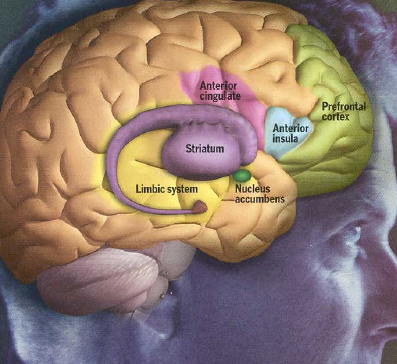 Anterior
cingulate
Prefrontal
cortex
Anterior
insula
Striatum
Limbic system
Nucleus
accumbens